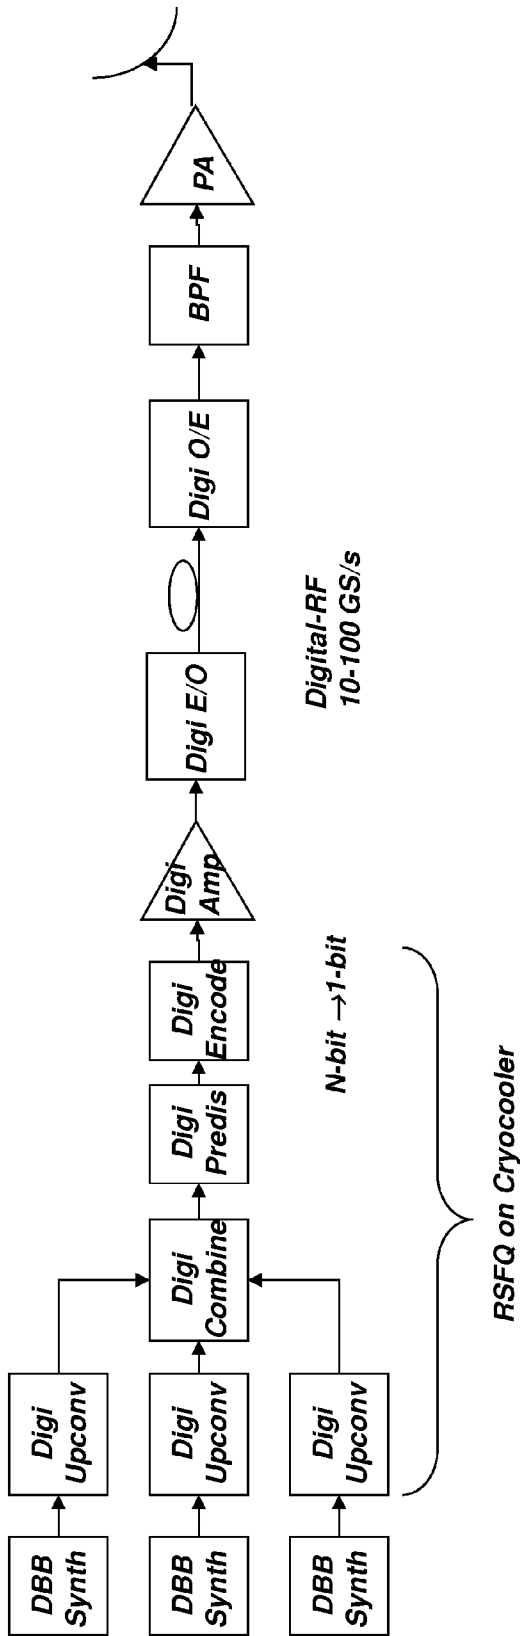 DBB
Synth
Digi
Upconv
DBB
Synth
Digi
Upconv
DBB
Synth
Digi
Upconv
Digi
Combine
Digi
Predis
Digi
Encode
Digi
Amp
Digi E/O
Digi O/E
BPF
PA
N-bit →1-bit
Digital-RF
10-100 GS/s
RSFQ on Cryocooler